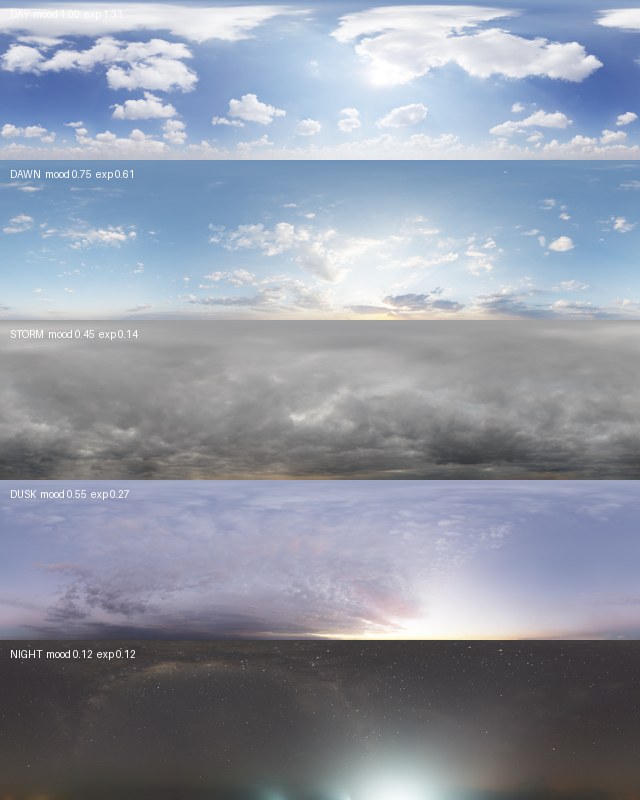 DAY mood 1.00 exp 1.31
DAWN mood 0.75 exp 0.61
STORM mood 0.45 exp 0.14
DUSK mood 0.55 exp 0.27
NIGHT mood 0.12 exp 0.12